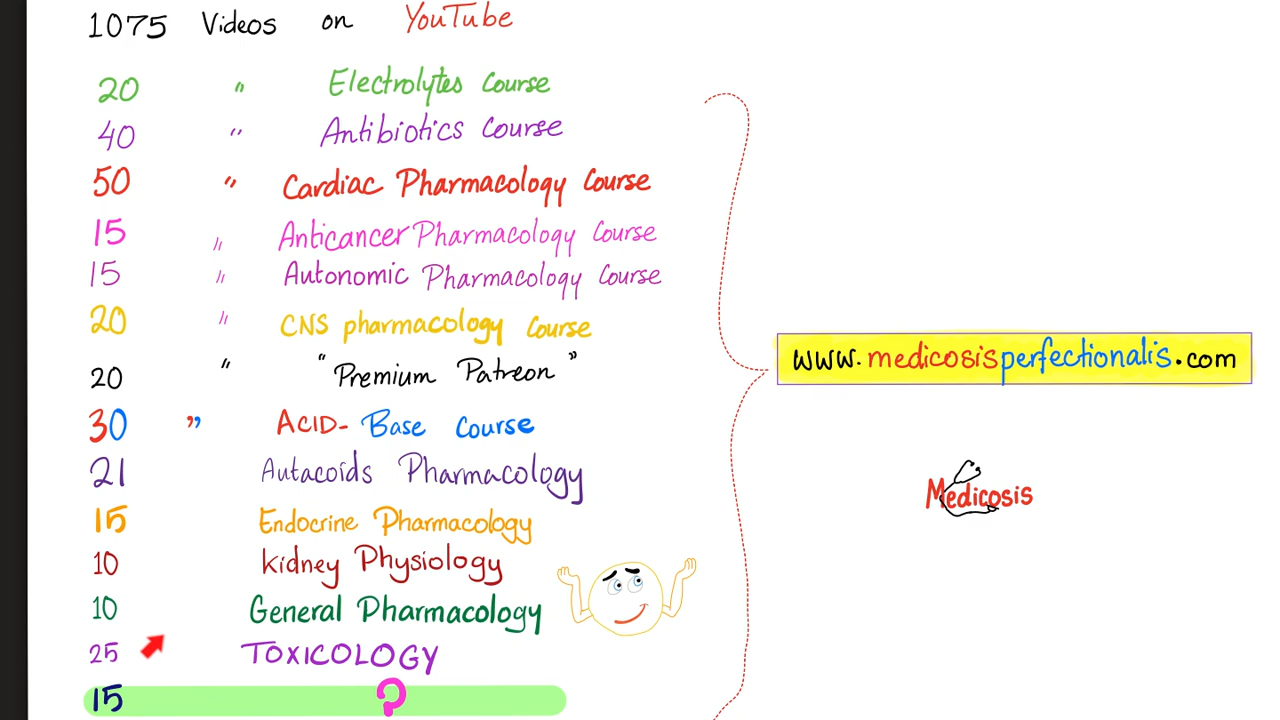 1075 Videos on YouTube
20 " Electrolytes Course
40 " Antibiotics Course
50 " Cardiac Pharmacology Course
15 " Anticancer Pharmacology Course
15 " Autonomic Pharmacology Course
20 " CNS pharmacology Course
20 " "Premium Patreon"
30 " ACID-Base Course
21 Autacoids Pharmacology
15 Endocrine Pharmacology
10 Kidney Physiology
10 General Pharmacology
25 TOXICOLOGY
15 ?
www.medicosisperfectionalis.com
Medicosis